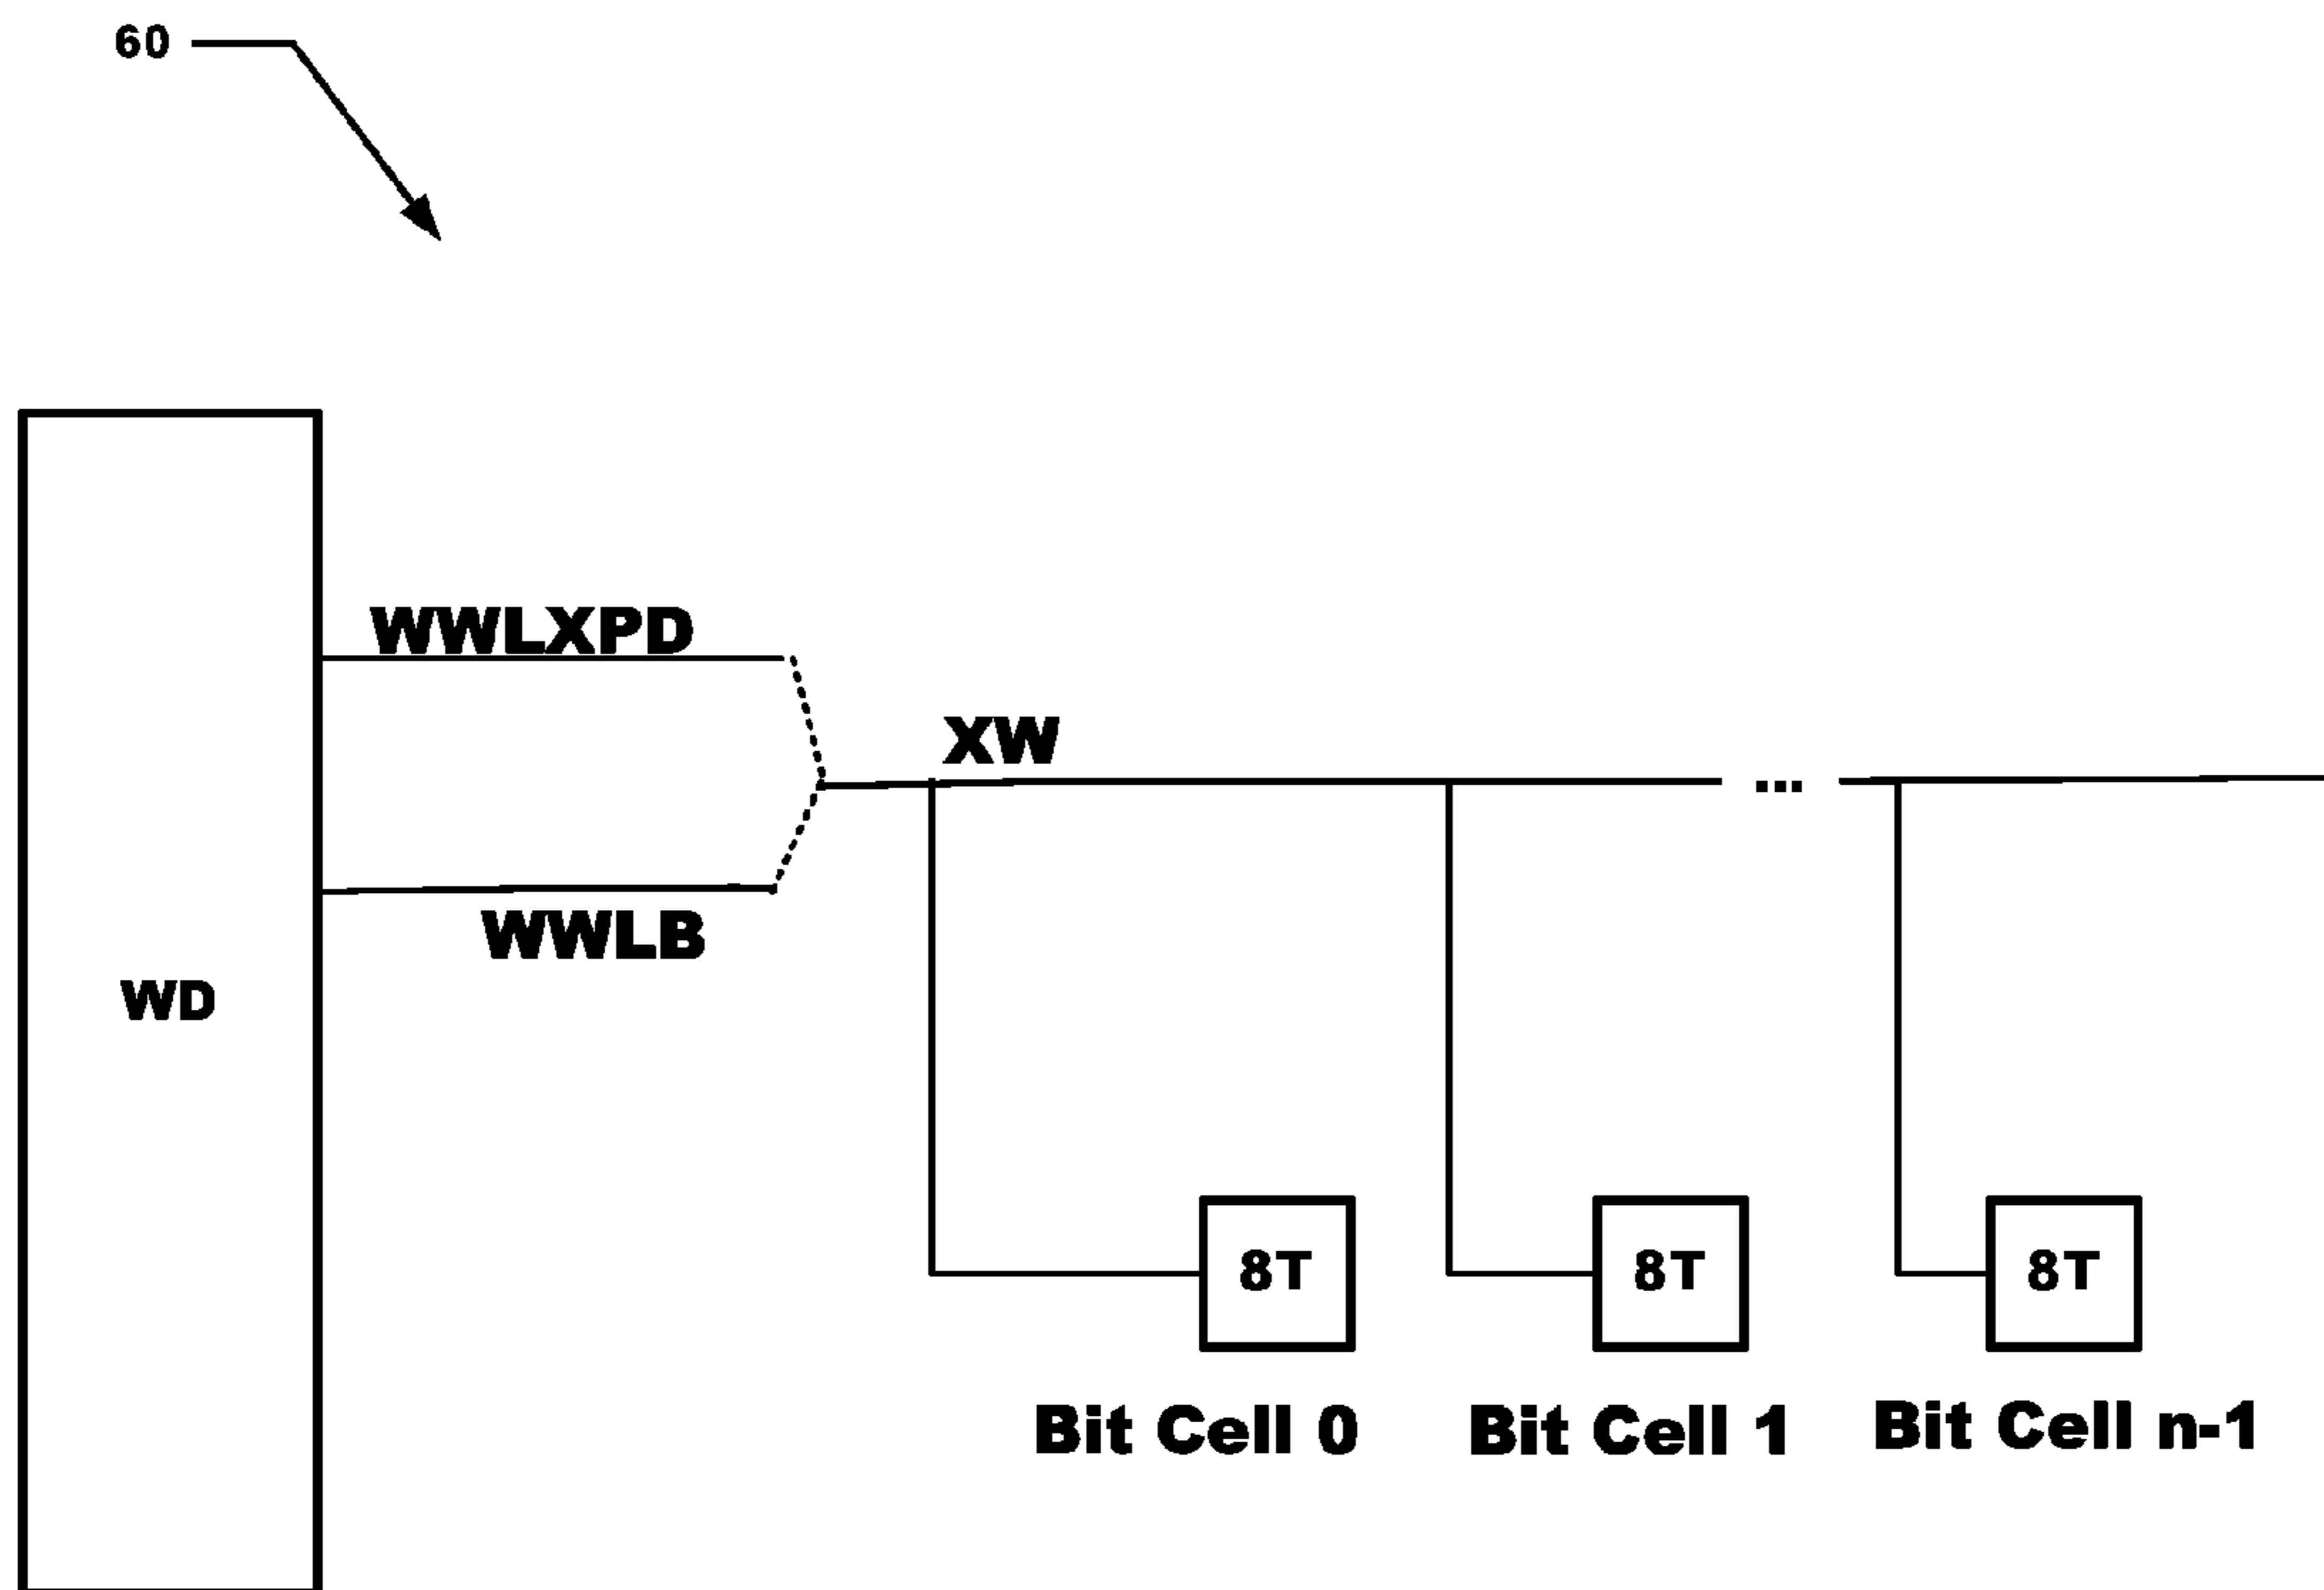 60
WWLXPD
XW
...
WWLB
WD
8T
8T
8T
Bit Cell 0
Bit Cell 1
Bit Cell n-1